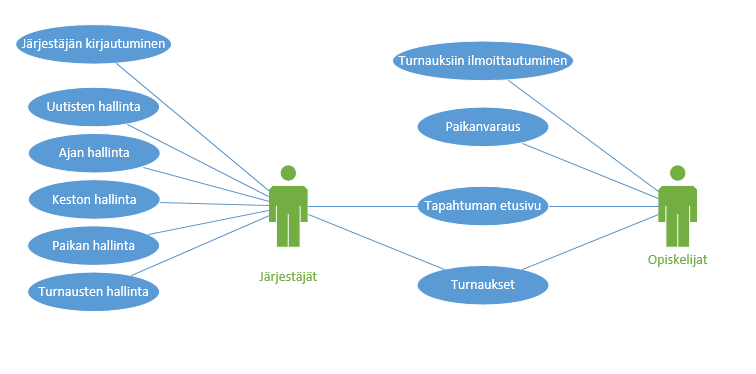 Järjestäjän kirjautuminen
Uutisten hallinta
Ajan hallinta
Keston hallinta
Paikan hallinta
Turnausten hallinta
Järjestäjät
Turnauksiin ilmoittautuminen
Paikanvaraus
Tapahtuman etusivu
Turnaukset
Opiskelijat